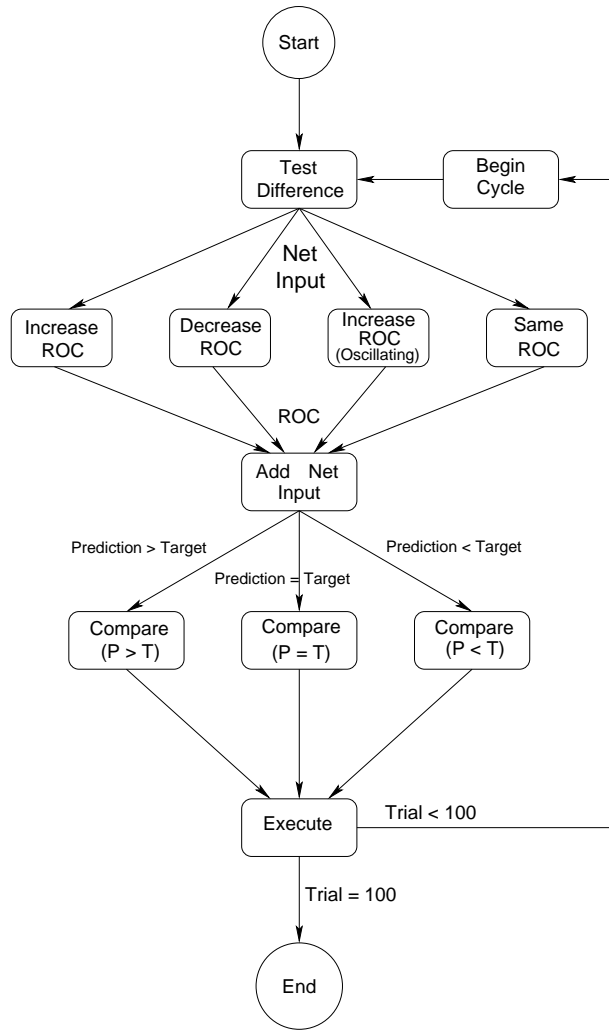 Start
Test
Difference
Begin
Cycle
Net
Input
Increase
ROC
Decrease
ROC
Increase
ROC
(Oscillating)
Same
ROC
ROC
Add Net
Input
Prediction > Target
Prediction = Target
Prediction < Target
Compare
(P > T)
Compare
(P = T)
Compare
(P < T)
Execute
Trial < 100
Trial = 100
End